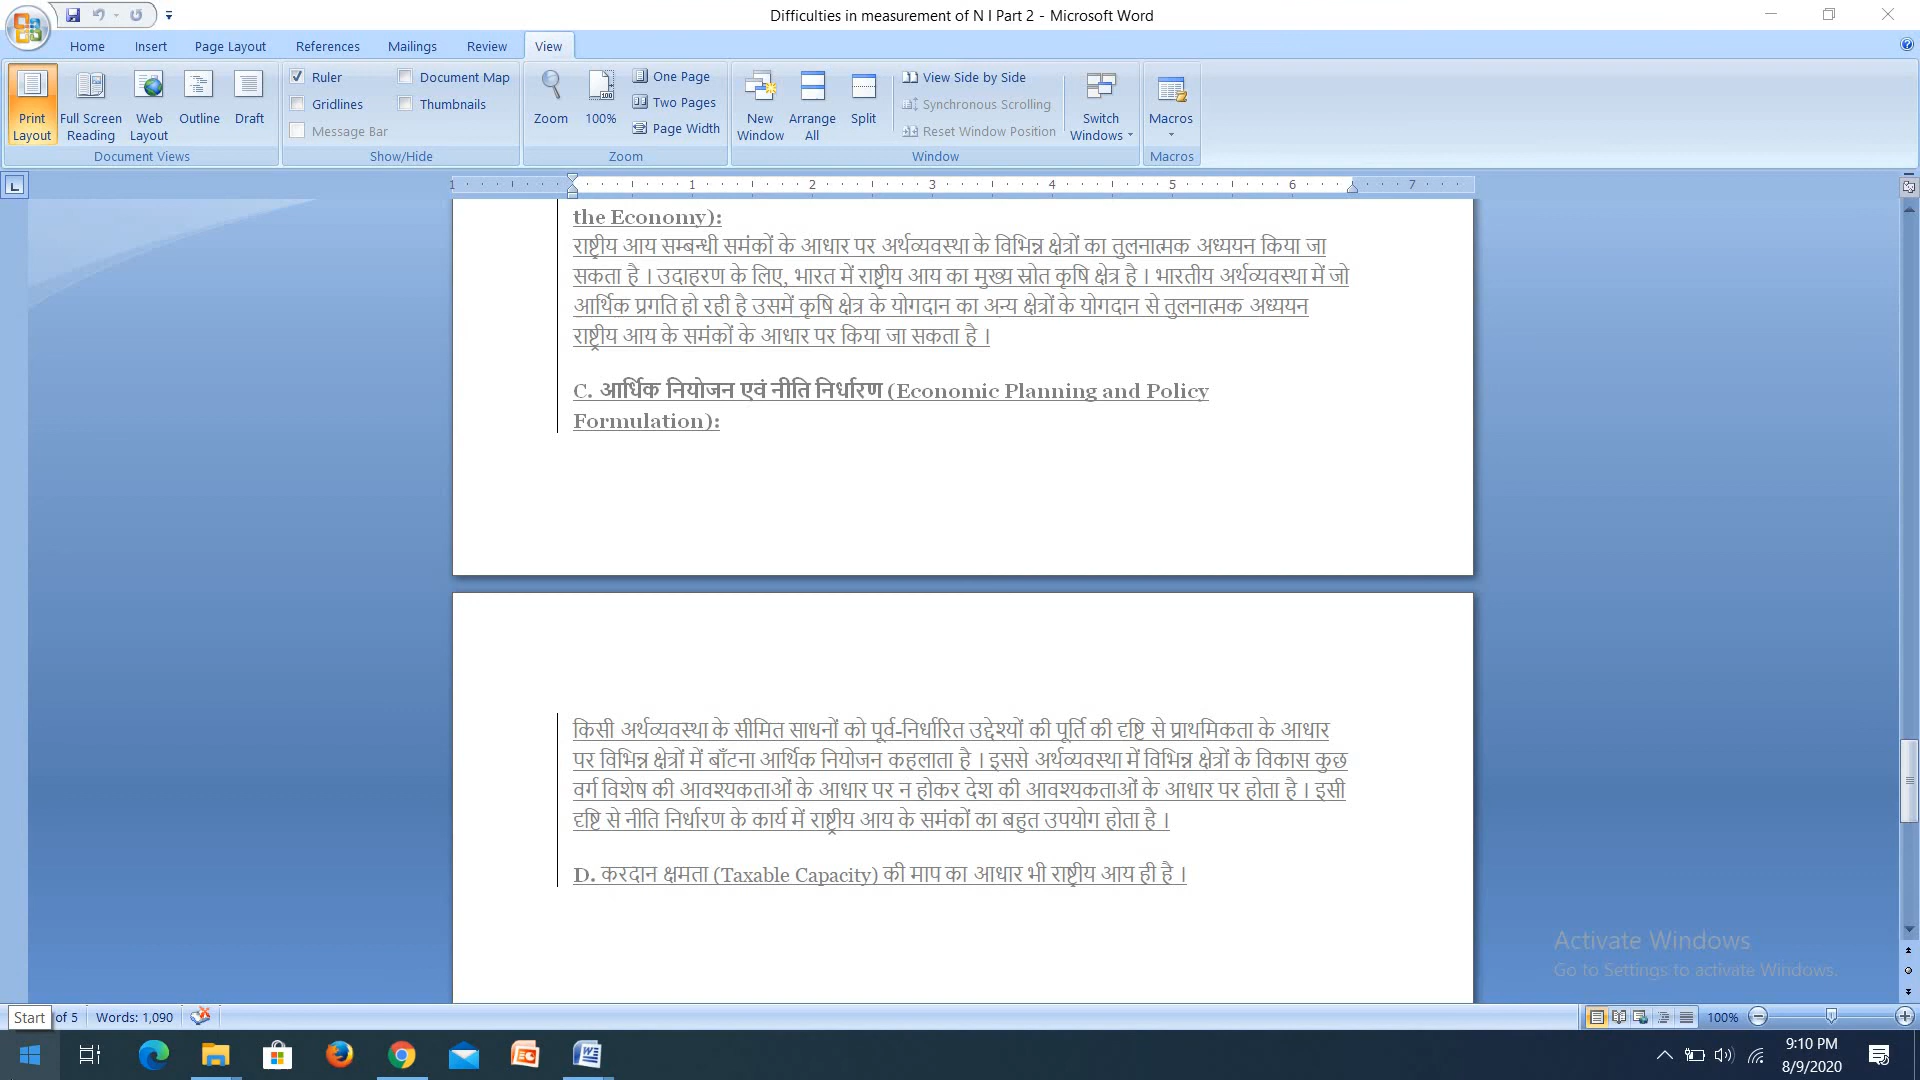 Difficulties in measurement of N I Part 2 - Microsoft Word
Home Insert Page Layout References Mailings Review View
Print Layout
Full Screen Reading
Web Layout
Outline
Draft
Document Views
Ruler
Gridlines
Message Bar
Document Map
Thumbnails
Show/Hide
Zoom
100%
One Page
Two Pages
Page Width
Zoom
New Window
Arrange All
Split
View Side by Side
Synchronous Scrolling
Reset Window Position
Switch Windows
Window
Macros
Macros
1 1 2 3 4 5 6 7
the Economy):
राष्ट्रीय आय सम्बन्धी समंकों के आधार पर अर्थव्यवस्था के विभिन्न क्षेत्रों का तुलनात्मक अध्ययन किया जा
सकता है । उदाहरण के लिए, भारत में राष्ट्रीय आय का मुख्य स्रोत कृषि क्षेत्र है । भारतीय अर्थव्यवस्था में जो
आर्थिक प्रगति हो रही है उसमें कृषि क्षेत्र के योगदान का अन्य क्षेत्रों के योगदान से तुलनात्मक अध्ययन
राष्ट्रीय आय के समंकों के आधार पर किया जा सकता है ।
C. आर्थिक नियोजन एवं नीति निर्धारण (Economic Planning and Policy
Formulation):
किसी अर्थव्यवस्था के सीमित साधनों को पूर्व-निर्धारित उद्देश्यों की पूर्ति की दृष्टि से प्राथमिकता के आधार
पर विभिन्न क्षेत्रों में बाँटना आर्थिक नियोजन कहलाता है । इससे अर्थव्यवस्था में विभिन्न क्षेत्रों के विकास कुछ
वर्ग विशेष की आवश्यकताओं के आधार पर न होकर देश की आवश्यकताओं के आधार पर होता है । इसी
दृष्टि से नीति निर्धारण के कार्य में राष्ट्रीय आय के समंकों का बहुत उपयोग होता है ।
D. करदान क्षमता (Taxable Capacity) की माप का आधार भी राष्ट्रीय आय ही है ।
Activate Windows
Go to Settings to activate Windows.
Start of 5 Words: 1,090 100%
9:10 PM
8/9/2020